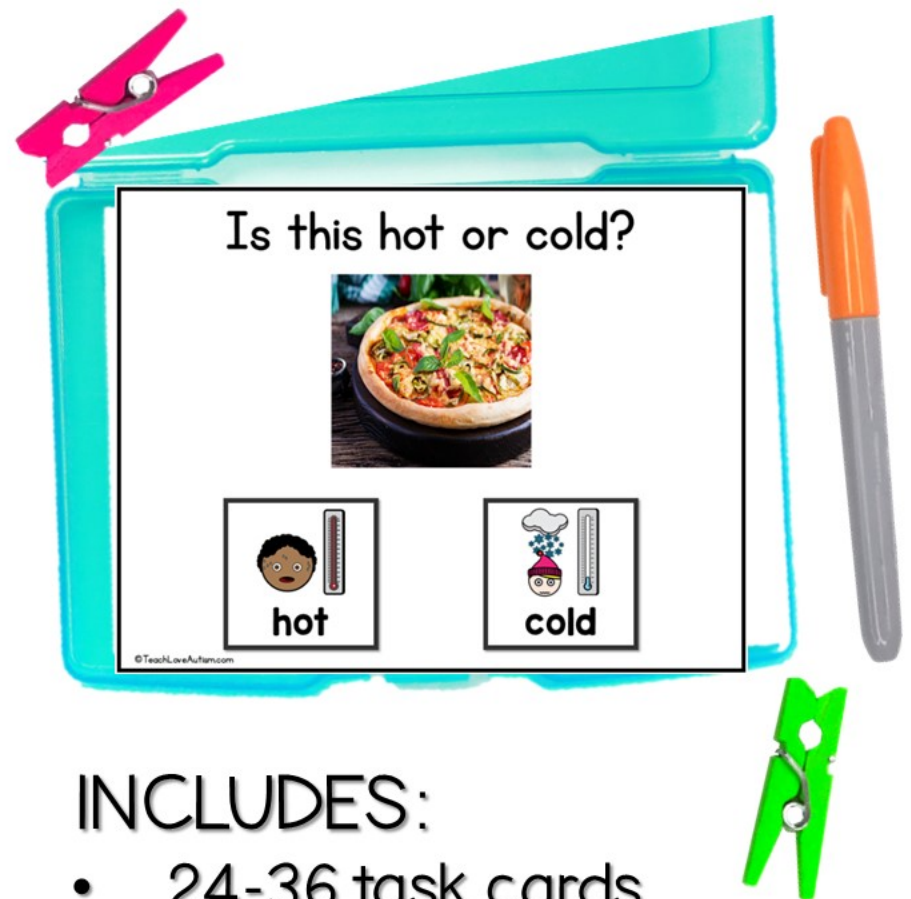 Is this hot or cold?
hot
cold
©TeachLoveAutism.com
INCLUDES:
• 24-36 task cards